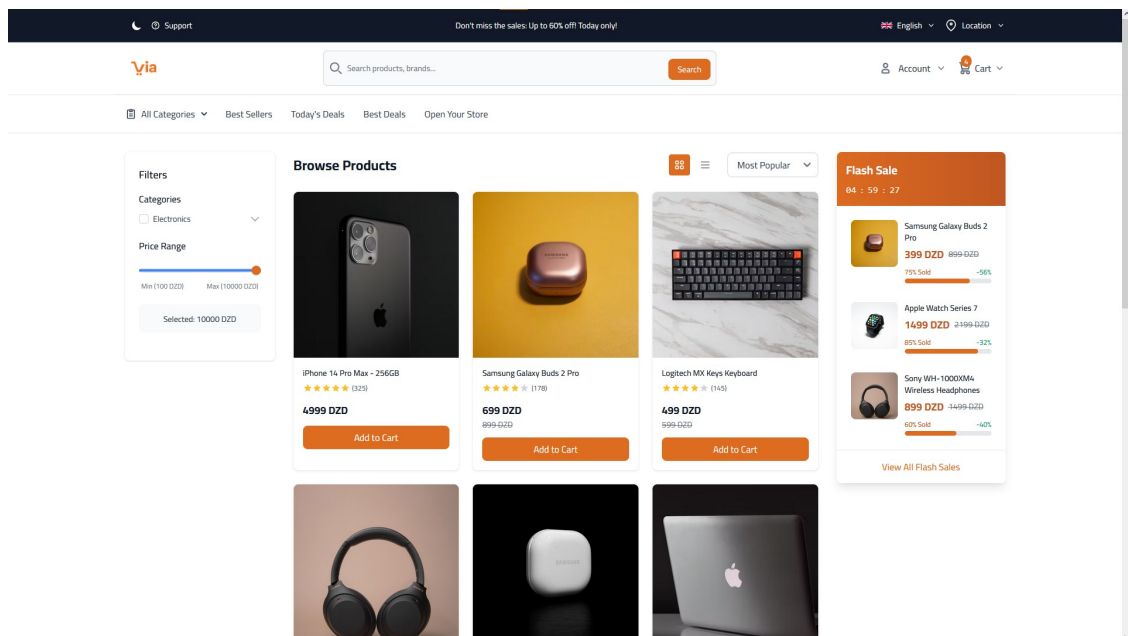 Support
Don't miss the sales: Up to 60% off! Today only!
English
Location
Via
Search products, brands...
Search
Account
4
Cart
All Categories
Best Sellers
Today's Deals
Best Deals
Open Your Store
Filters
Categories
Electronics
Price Range
Min (100 DZD)
Max (10000 DZD)
Selected: 10000 DZD
Browse Products
Most Popular
iPhone 14 Pro Max - 256GB
(325)
4999 DZD
Add to Cart
SAMSUNG
Samsung Galaxy Buds 2 Pro
(178)
699 DZD
899 DZD
Add to Cart
Logitech MX Keys Keyboard
(145)
499 DZD
599 DZD
Add to Cart
SAMSUNG
Flash Sale
04 : 59 : 27
Samsung Galaxy Buds 2
Pro
399 DZD 899 DZD
75% Sold -56%
Apple Watch Series 7
1499 DZD 2199 DZD
85% Sold -32%
Sony WH-1000XM4
Wireless Headphones
899 DZD 1499 DZD
60% Sold -40%
View All Flash Sales